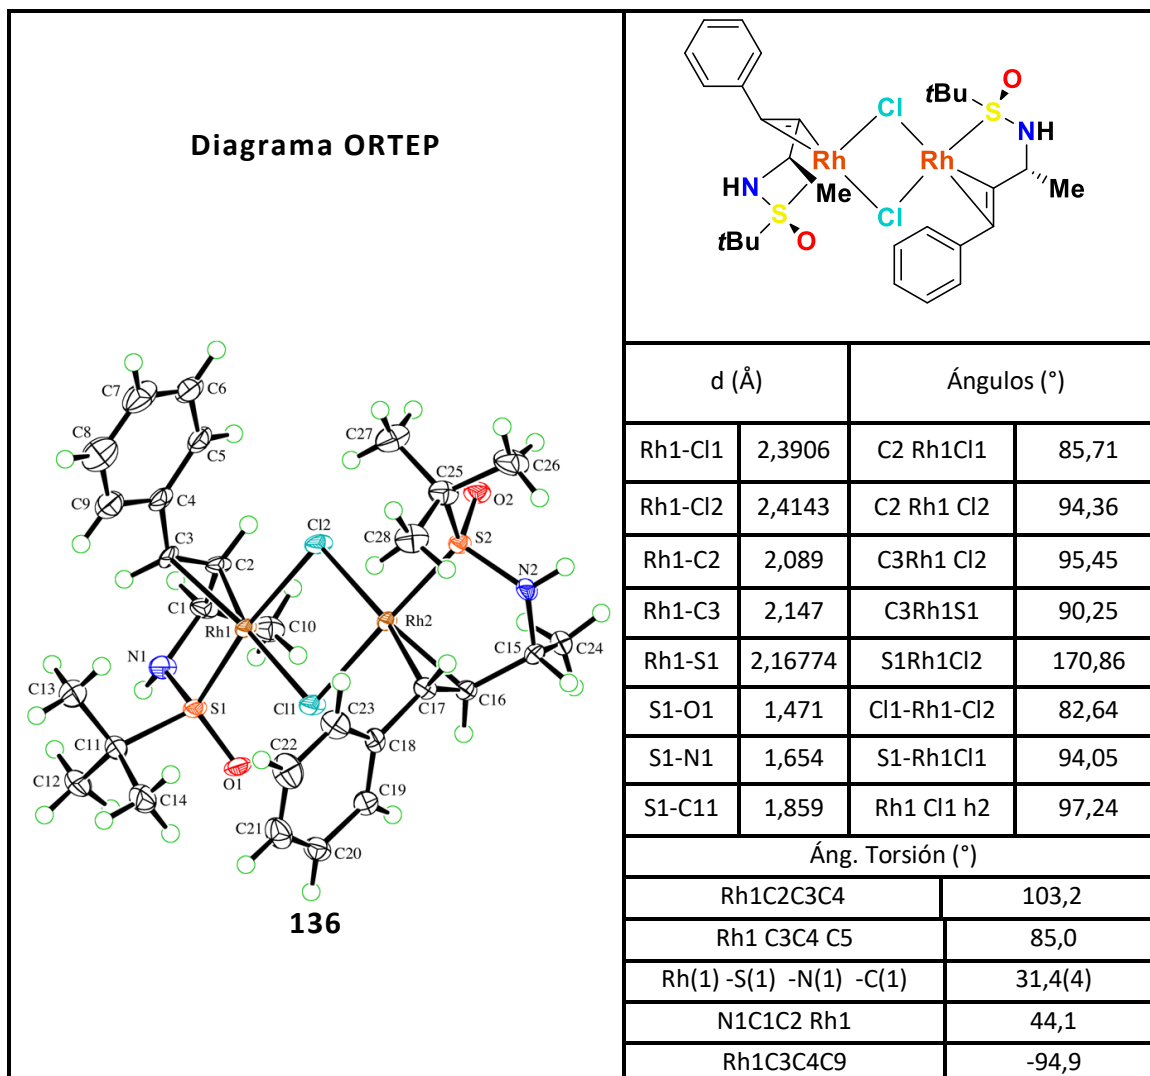 Diagrama ORTEP
C7
C6
C8
C5
C9
C4
C3
C2
C1
Rh1
C10
N1
C13
S1
C11
C12
C14
O1
Cl2
Cl1
C27
C26
C25
O2
C28
S2
N2
Rh2
C15
C24
C17
C16
C23
C18
C22
C19
C21
C20
136
Cl
tBu
S
O
NH
Rh
Rh
Me
HN
Me
S
Cl
tBu
O
d (Å) Ángulos (°)
Rh1-Cl1 2,3906 C2 Rh1Cl1 85,71
Rh1-Cl2 2,4143 C2 Rh1 Cl2 94,36
Rh1-C2 2,089 C3Rh1 Cl2 95,45
Rh1-C3 2,147 C3Rh1S1 90,25
Rh1-S1 2,16774 S1Rh1Cl2 170,86
S1-O1 1,471 Cl1-Rh1-Cl2 82,64
S1-N1 1,654 S1-Rh1Cl1 94,05
S1-C11 1,859 Rh1 Cl1 h2 97,24
Áng. Torsión (°)
Rh1C2C3C4 103,2
Rh1 C3C4 C5 85,0
Rh(1) -S(1) -N(1) -C(1) 31,4(4)
N1C1C2 Rh1 44,1
Rh1C3C4C9 -94,9